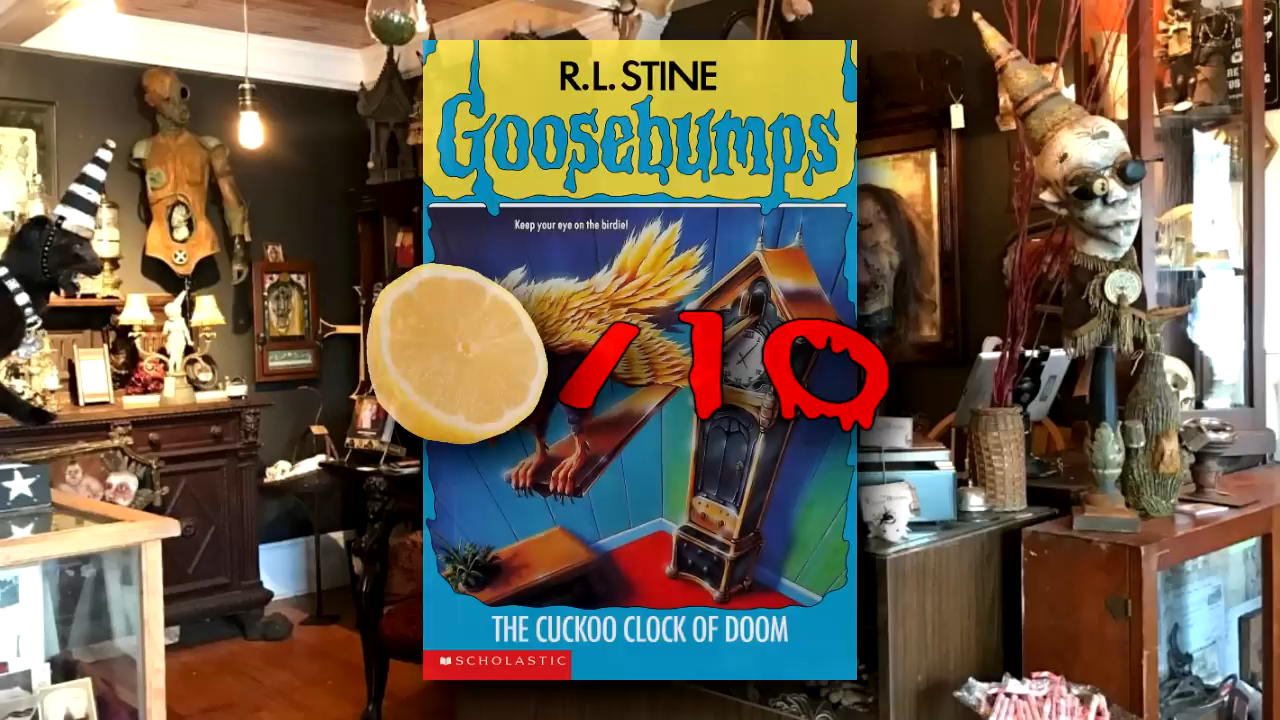 R.L. STINE
Goosebumps
Keep your eye on the birdie!
/10
THE CUCKOO CLOCK OF DOOM
SCHOLASTIC